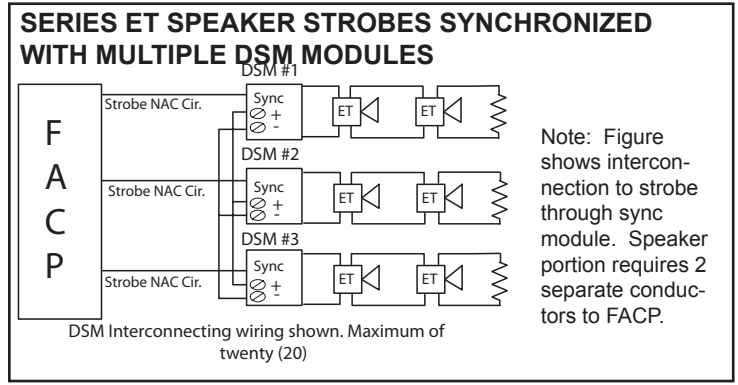 SERIES ET SPEAKER STROBES SYNCHRONIZED
WITH MULTIPLE DSM MODULES
DSM #1
Strobe NAC Cir.
Sync
+
-
ET
ET
DSM #2
Strobe NAC Cir.
Sync
+
-
ET
ET
DSM #3
Strobe NAC Cir.
Sync
+
-
ET
ET
F
A
C
P
Note: Figure
shows intercon-
nection to strobe
through sync
module. Speaker
portion requires 2
separate conduc-
tors to FACP.
DSM Interconnecting wiring shown. Maximum of
twenty (20)